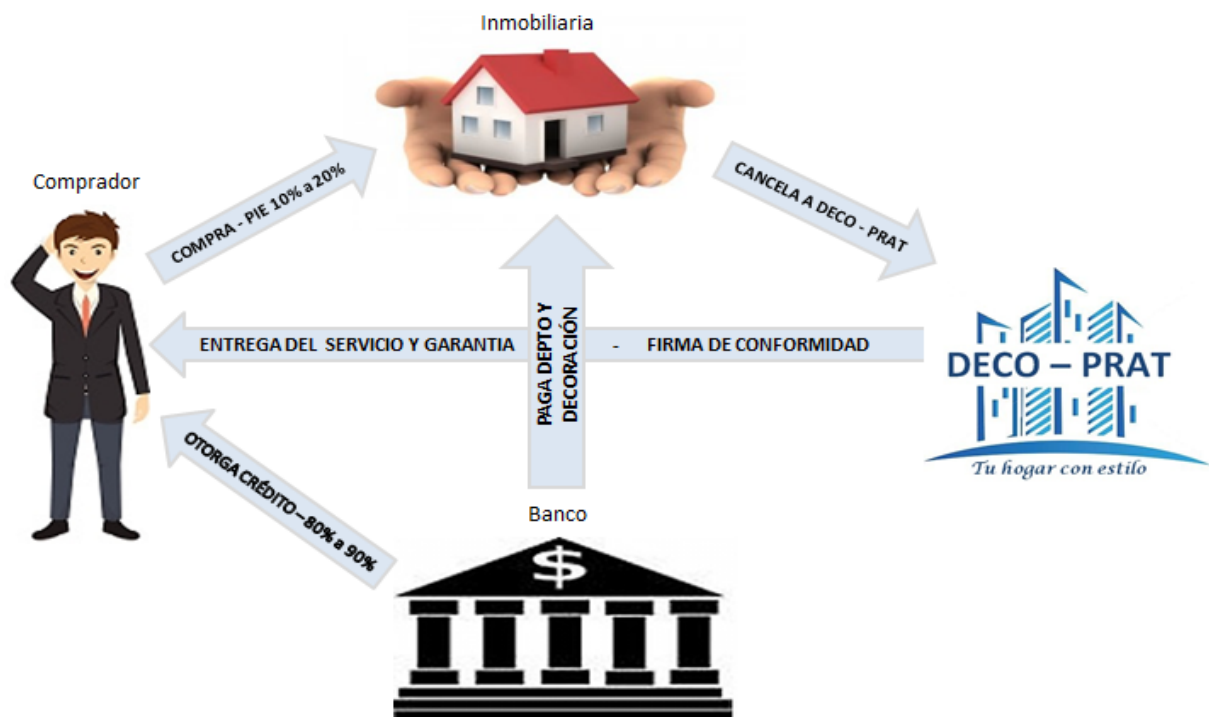 Inmobiliaria
Comprador
COMPRA - PIE 10% a 20%
CANCELA A DECO - PRAT
ENTREGA DEL SERVICIO Y GARANTIA - FIRMA DE CONFORMIDAD
PAGA DEPTO Y
DECORACIÓN
DECO – PRAT
Tu hogar con estilo
OTORGA CRÉDITO – 80% a 90%
Banco
$